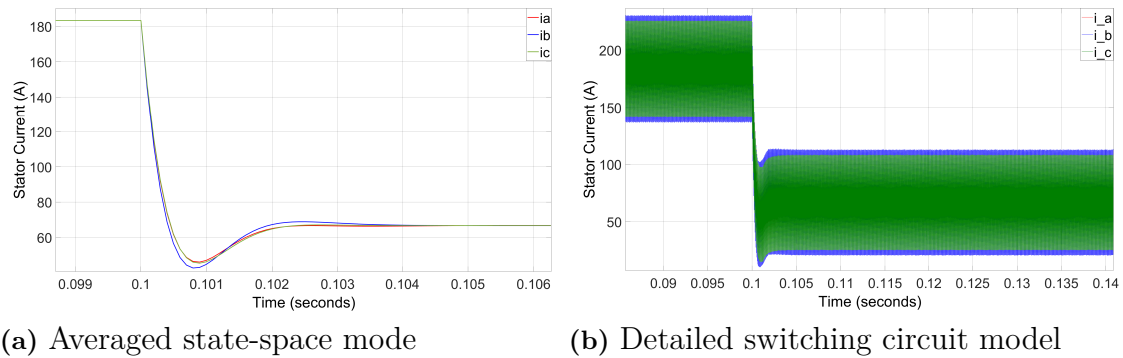 180
160
140
120
100
80
60
Stator Current (A)
ia
ib
ic
0.099
0.1
0.101
0.102
0.103
0.104
0.105
0.106
Time (seconds)
(a) Averaged state-space mode
200
150
100
50
Stator Current (A)
i_a
i_b
i_c
0.09
0.095
0.1
0.105
0.11
0.115
0.12
0.125
0.13
0.135
0.14
Time (seconds)
(b) Detailed switching circuit model